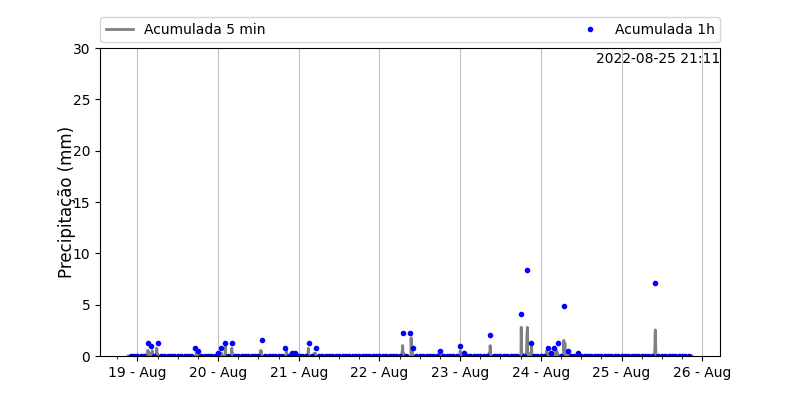 Acumulada 5 min
Acumulada 1h
2022-08-25 21:11
Precipitação (mm)
30
25
20
15
10
5
0
19 - Aug
20 - Aug
21 - Aug
22 - Aug
23 - Aug
24 - Aug
25 - Aug
26 - Aug